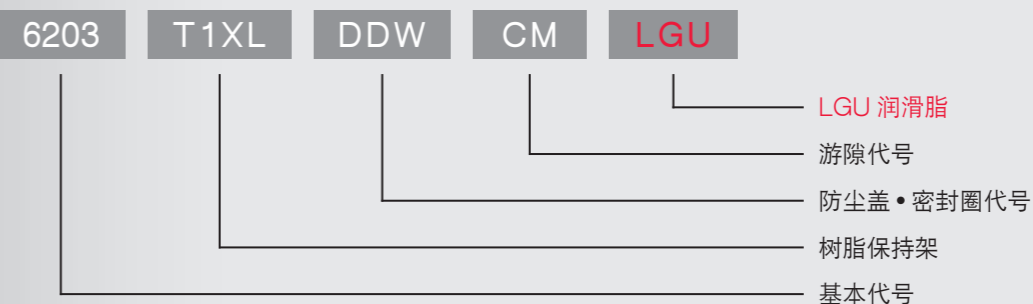 6203 T1XL DDW CM LGU
LGU 润滑脂
游隙代号
防尘盖•密封圈代号
树脂保持架
基本代号